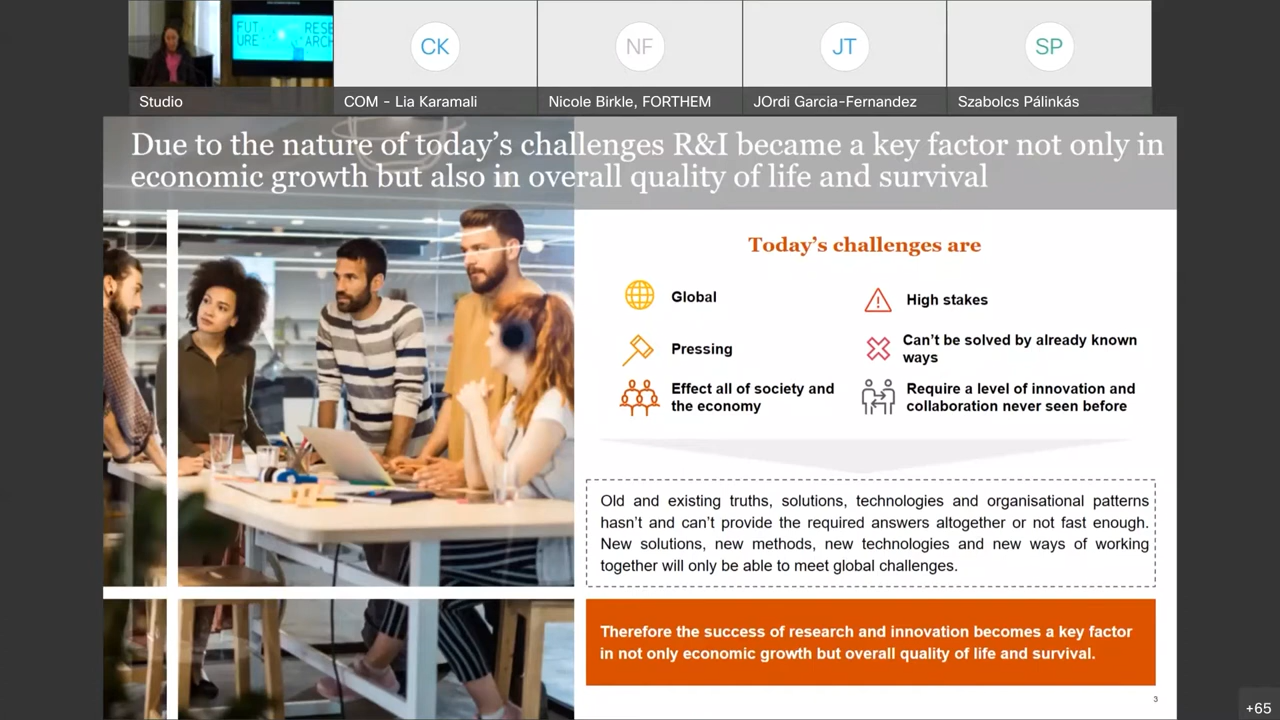 FUT
URE
RESE
ARCH
CK
NF
JT
SP
Studio
COM - Lia Karamali
Nicole Birkle, FORTHEM
JOrdi Garcia-Fernandez
Szabolcs Pálinkás
Due to the nature of today's challenges R&I became a key factor not only in
economic growth but also in overall quality of life and survival
Today's challenges are
Global
High stakes
Pressing
Can't be solved by already known
ways
Effect all of society and
the economy
Require a level of innovation and
collaboration never seen before
Old and existing truths, solutions, technologies and organisational patterns
hasn't and can't provide the required answers altogether or not fast enough.
New solutions, new methods, new technologies and new ways of working
together will only be able to meet global challenges.
Therefore the success of research and innovation becomes a key factor
in not only economic growth but overall quality of life and survival.
3
+65